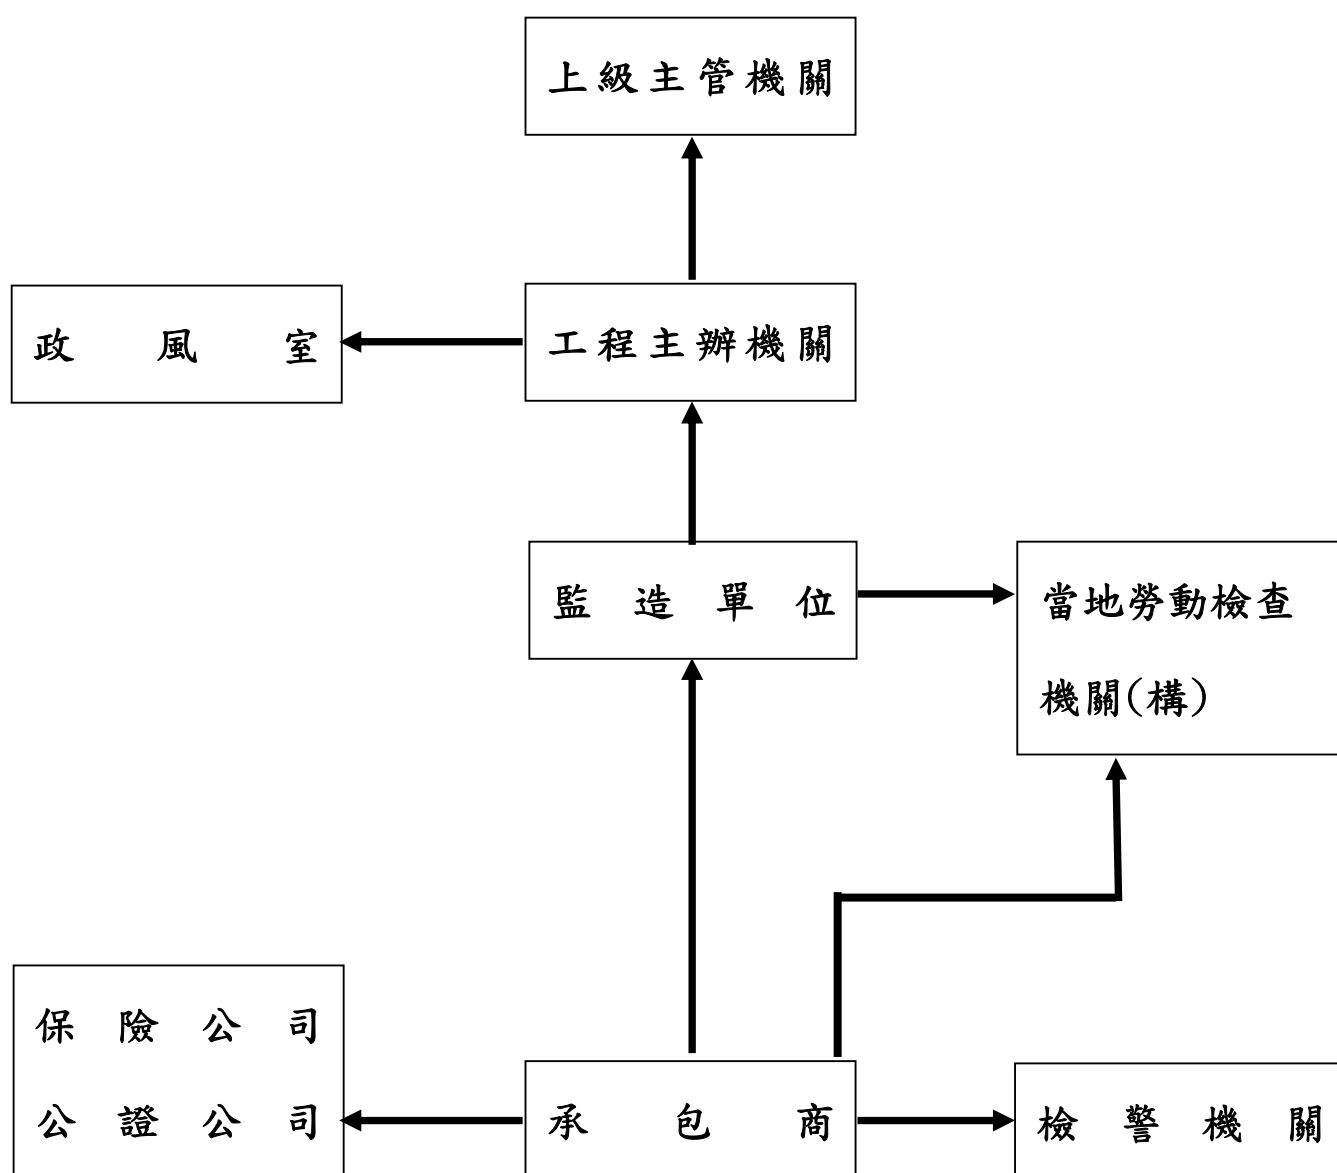 上級主管機關
政風室
工程主辦機關
監造單位
當地勞動檢查
機關(構)
保險公司
公證公司
承包商
檢警機關